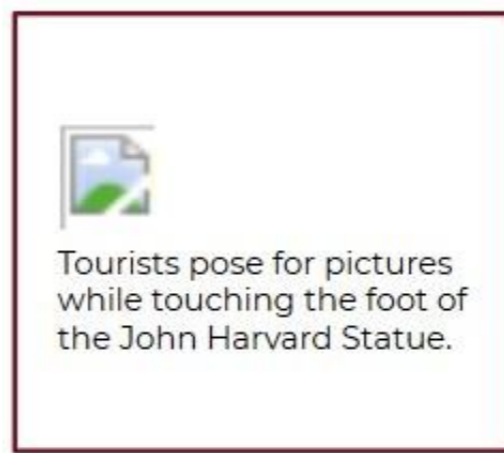 Tourists pose for pictures
while touching the foot of
the John Harvard Statue.